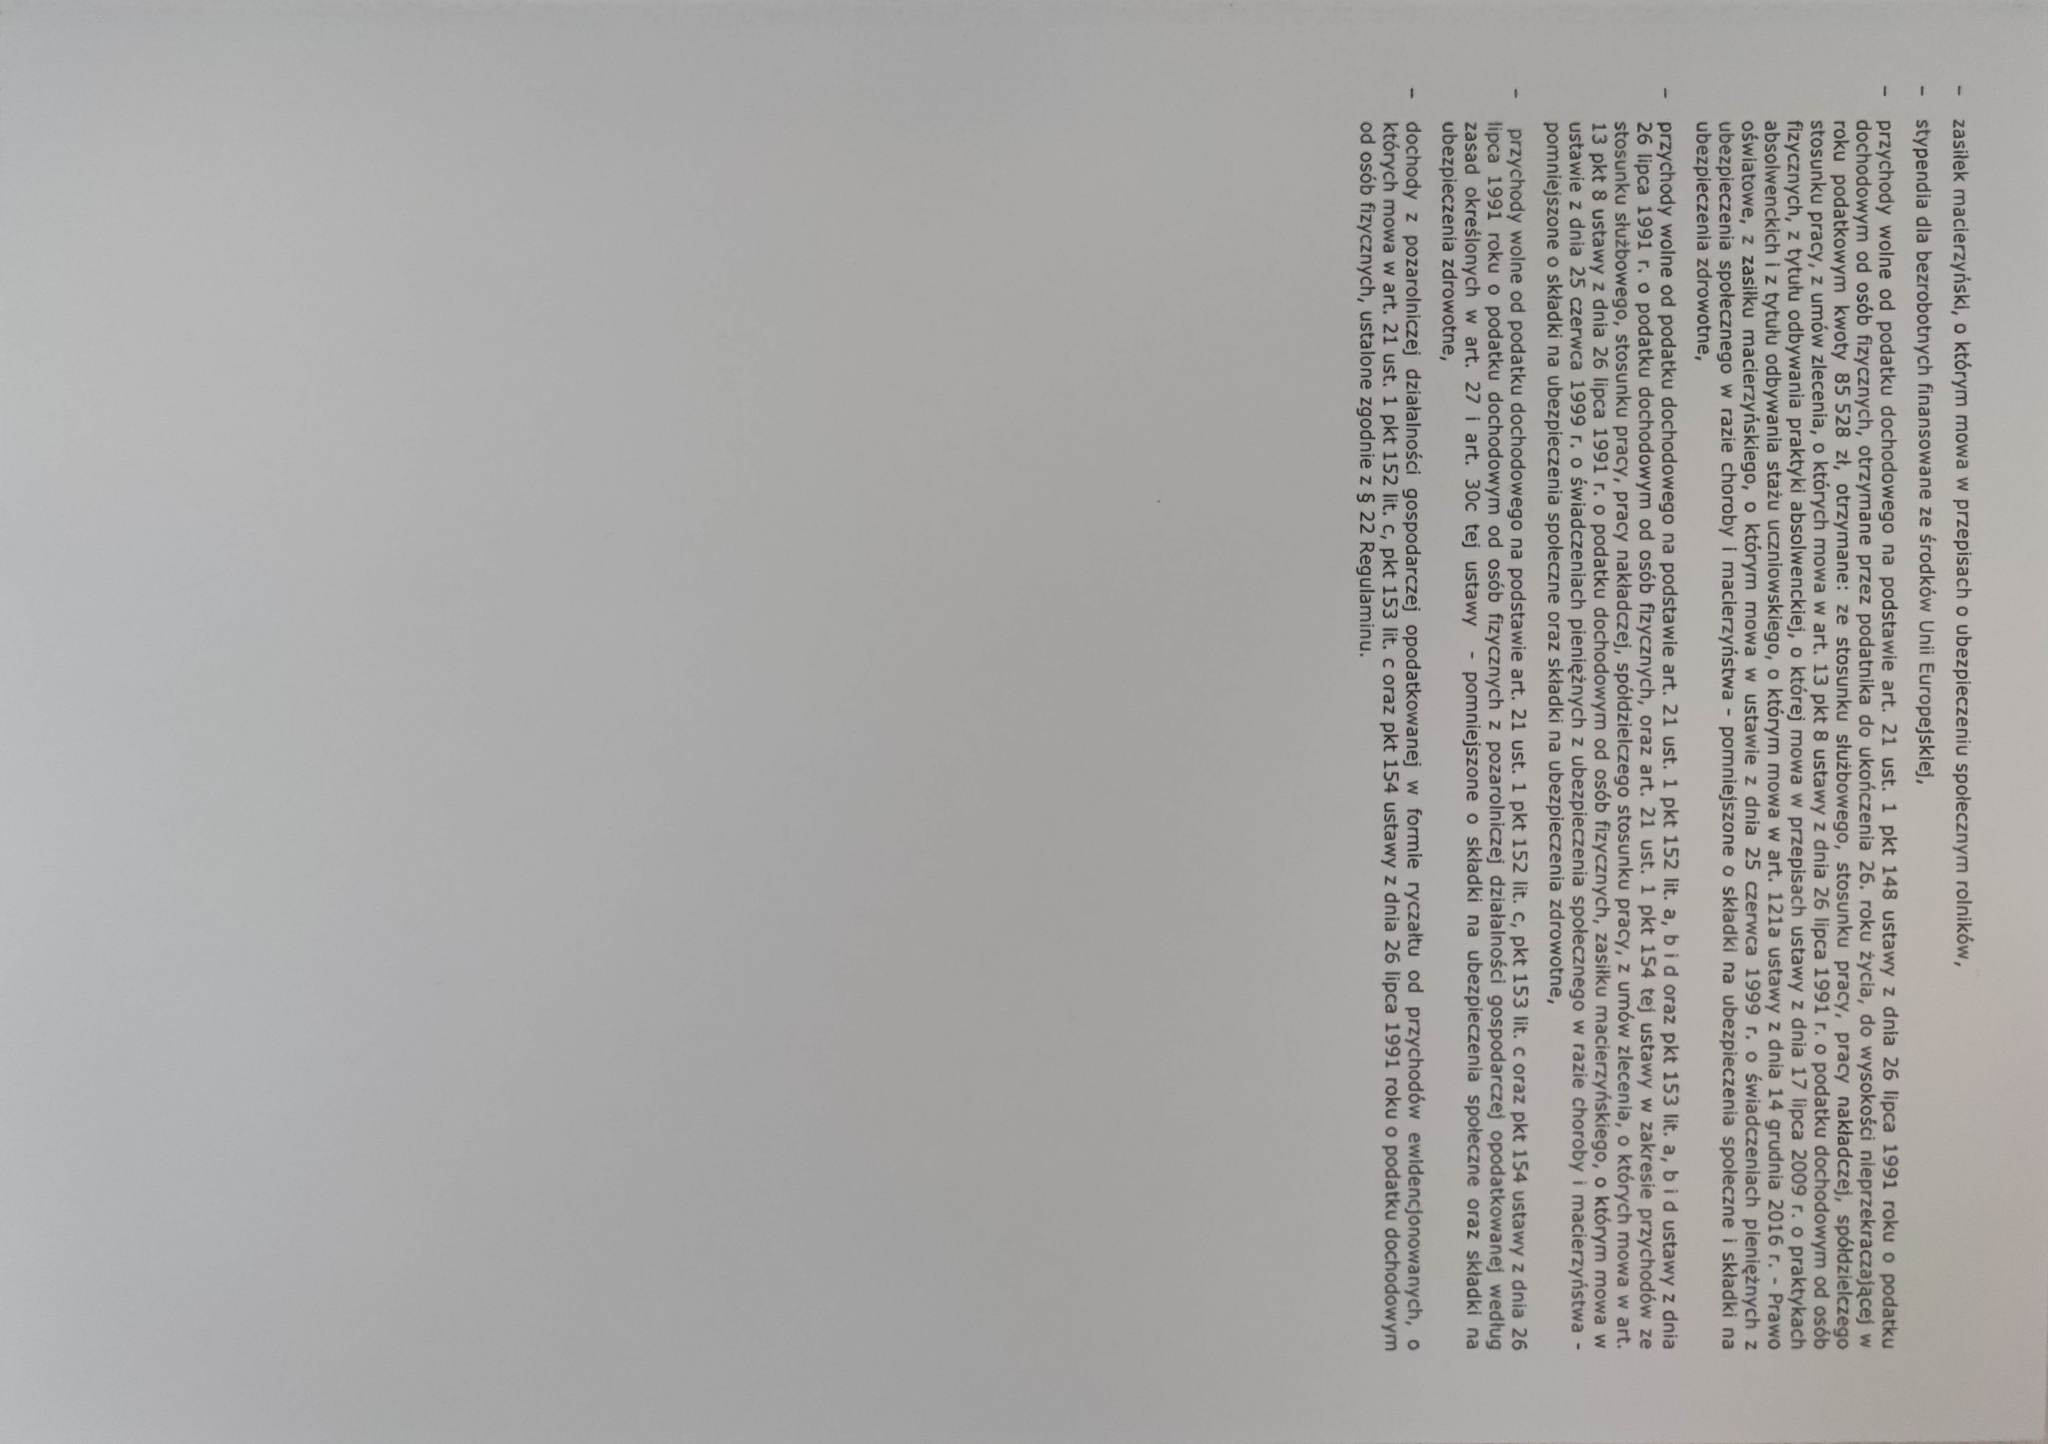 – zasiłek macierzyński, o którym mowa w przepisach o ubezpieczeniu społecznym rolników,
– stypendia dla bezrobotnych finansowane ze środków Unii Europejskiej,
– przychody wolne od podatku dochodowego na podstawie art. 21 ust. 1 pkt 148 ustawy z dnia 26 lipca 1991 roku o podatku
dochodowym od osób fizycznych, otrzymane przez podatnika do ukończenia 26. roku życia, do wysokości nieprzekraczającej w
roku podatkowym kwoty 85 528 zł, otrzymane: ze stosunku służbowego, stosunku pracy, pracy nakładczej, spółdzielczego
stosunku pracy, z umów zlecenia, o których mowa w art. 13 pkt 8 ustawy z dnia 26 lipca 1991 r. o podatku dochodowym od osób
fizycznych, z tytułu odbywania praktyki absolwenckiej, o której mowa w przepisach ustawy z dnia 17 lipca 2009 r. o praktykach
absolwenckich i z tytułu odbywania stażu uczniowskiego, o którym mowa w art. 121a ustawy z dnia 14 grudnia 2016 r. - Prawo
oświatowe, z zasiłku macierzyńskiego, o którym mowa w ustawie z dnia 25 czerwca 1999 r. o świadczeniach pieniężnych z
ubezpieczenia społecznego w razie choroby i macierzyństwa - pomniejszone o składki na ubezpieczenia społeczne i składki na
ubezpieczenia zdrowotne,
– przychody wolne od podatku dochodowego na podstawie art. 21 ust. 1 pkt 152 lit. a, b i d oraz pkt 153 lit. a, b i d ustawy z dnia
26 lipca 1991 r. o podatku dochodowym od osób fizycznych, oraz art. 21 ust. 1 pkt 154 tej ustawy w zakresie przychodów ze
stosunku służbowego, stosunku pracy, pracy nakładczej, spółdzielczego stosunku pracy, z umów zlecenia, o których mowa w art.
13 pkt 8 ustawy z dnia 26 lipca 1991 r. o podatku dochodowym od osób fizycznych, zasiłku macierzyńskiego, o którym mowa w
ustawie z dnia 25 czerwca 1999 r. o świadczeniach pieniężnych z ubezpieczenia społecznego w razie choroby i macierzyństwa -
pomniejszone o składki na ubezpieczenia społeczne oraz składki na ubezpieczenia zdrowotne,
– przychody wolne od podatku dochodowego na podstawie art. 21 ust. 1 pkt 152 lit. c, pkt 153 lit. c oraz pkt 154 ustawy z dnia 26
lipca 1991 roku o podatku dochodowym od osób fizycznych z pozarolniczej działalności gospodarczej opodatkowanej według
zasad określonych w art. 27 i art. 30c tej ustawy - pomniejszone o składki na ubezpieczenia społeczne oraz składki na
ubezpieczenia zdrowotne,
– dochody z pozarolniczej działalności gospodarczej opodatkowanej w formie ryczałtu od przychodów ewidencjonowanych, o
których mowa w art. 21 ust. 1 pkt 152 lit. c, pkt 153 lit. c oraz pkt 154 ustawy z dnia 26 lipca 1991 roku o podatku dochodowym
od osób fizycznych, ustalone zgodnie z § 22 Regulaminu.